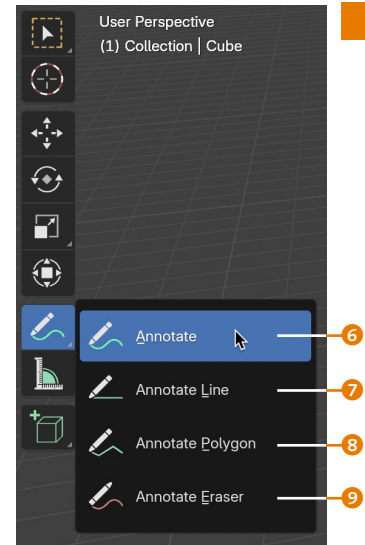 User Perspective
(1) Collection | Cube
Annotate 6
Annotate Line 7
Annotate Polygon 8
Annotate Eraser 9